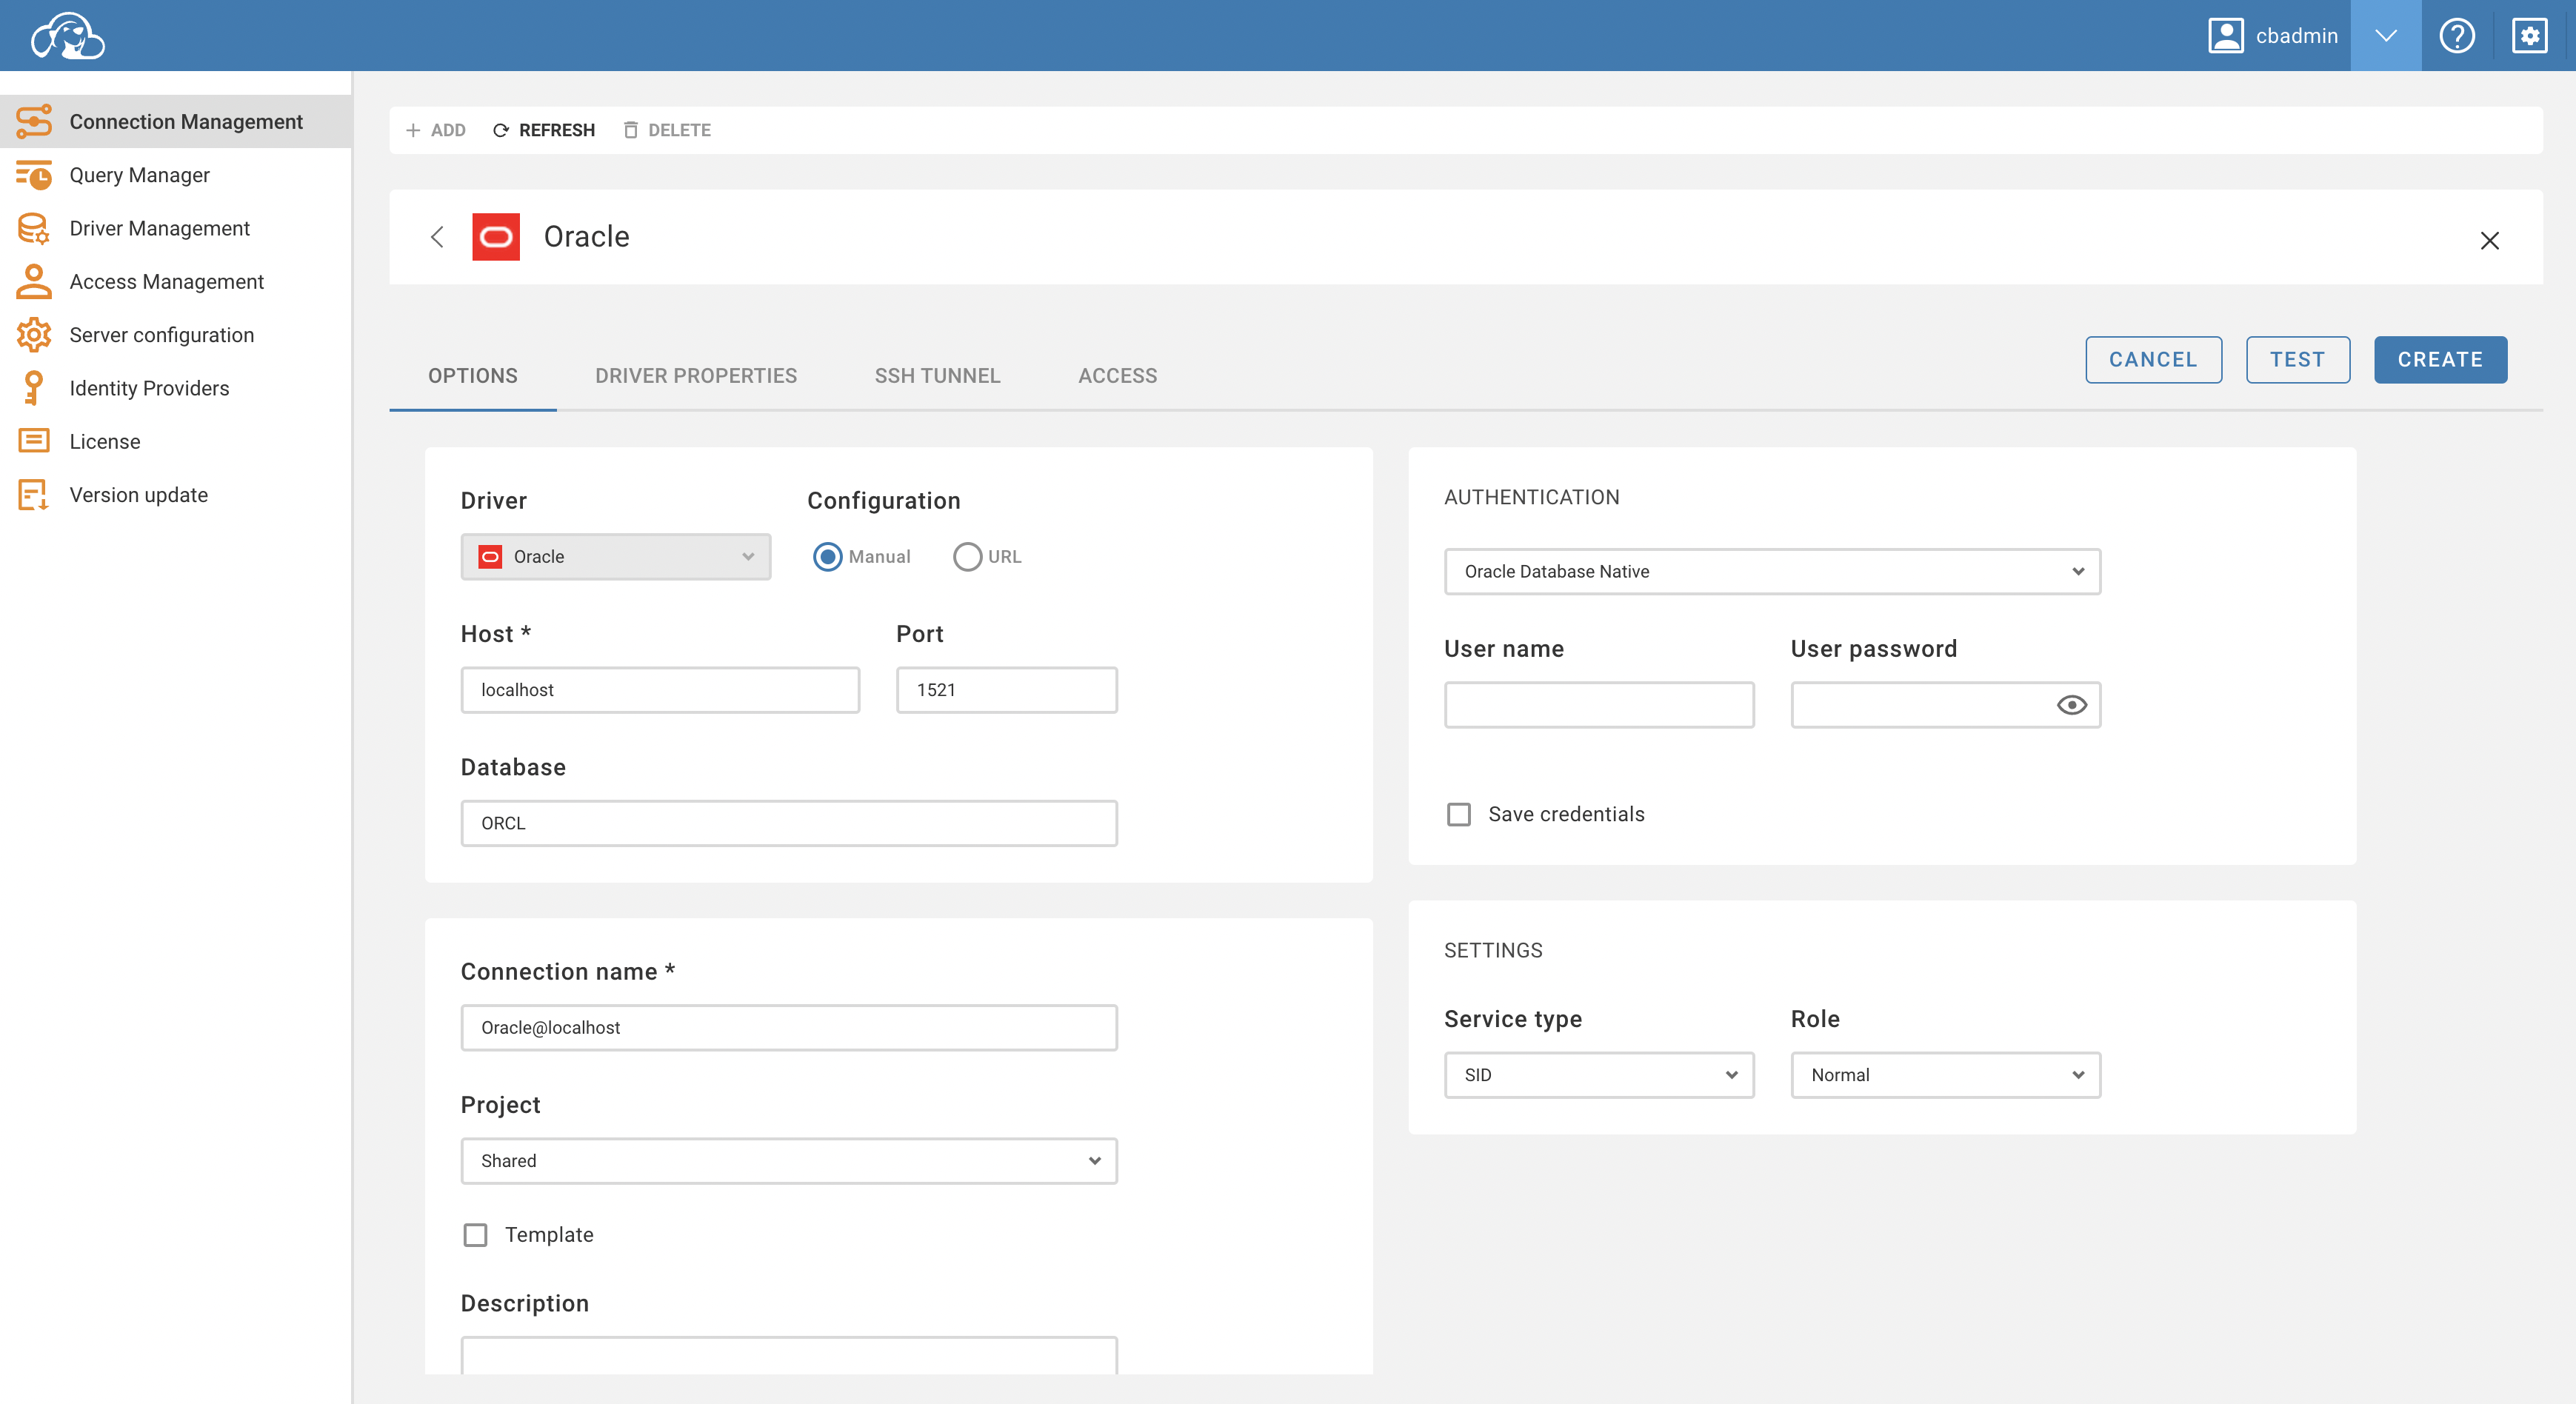 cbadmin
Connection Management
Query Manager
Driver Management
Access Management
Server configuration
Identity Providers
License
Version update
ADD REFRESH DELETE
Oracle
OPTIONS DRIVER PROPERTIES SSH TUNNEL ACCESS
CANCEL TEST CREATE
Driver Configuration
Oracle Manual URL
Host * Port
localhost 1521
Database
ORCL
Connection name *
Oracle@localhost
Project
Shared
Template
Description
AUTHENTICATION
Oracle Database Native
User name User password
Save credentials
SETTINGS
Service type Role
SID Normal